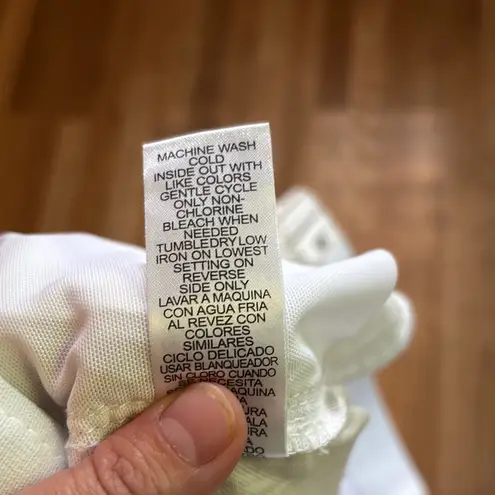 MACHINE WASH
COLD
INSIDE OUT WITH
LIKE COLORS
GENTLE CYCLE
ONLY NON-
CHLORINE
BLEACH WHEN
NEEDED
TUMBLEDRY LOW
IRON ON LOWEST
SETTING ON
REVERSE
SIDE ONLY
LAVAR A MAQUINA
CON AGUA FRIA
AL REVEZ CON
COLORES
SIMILARES
CICLO DELICADO
USAR BLANQUEADOR
SIN CLORO CUANDO
SE NECESITA